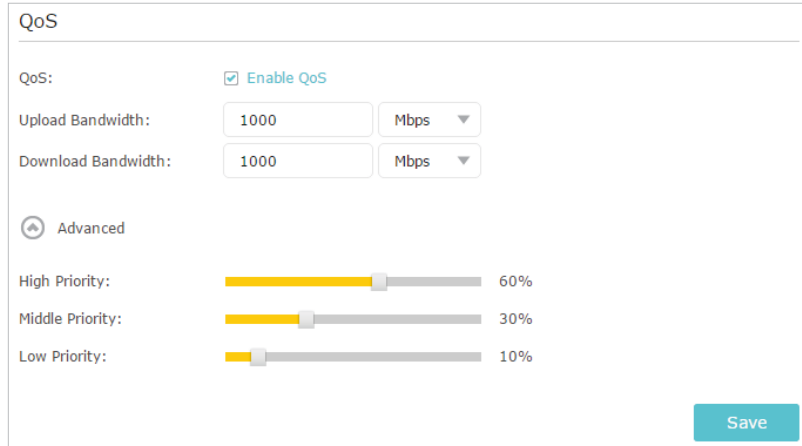 QoS
QoS: Enable QoS
Upload Bandwidth: 1000 Mbps
Download Bandwidth: 1000 Mbps
Advanced
High Priority: 60%
Middle Priority: 30%
Low Priority: 10%
Save